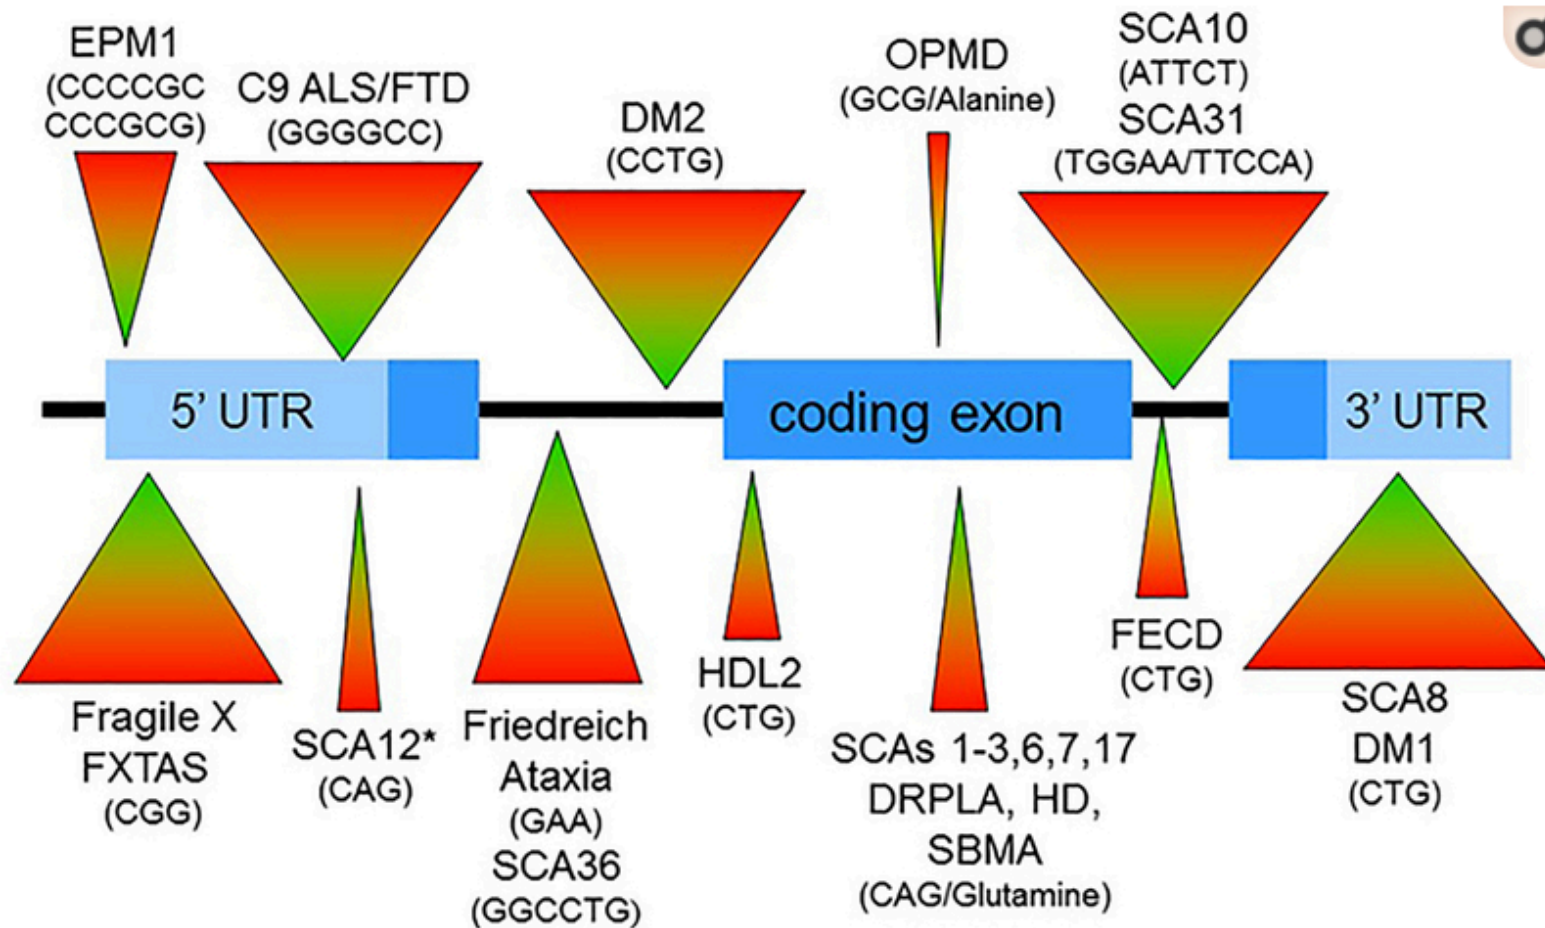 EPM1
(CCCCGC
CCCGCG)
C9 ALS/FTD
(GGGGCC)
DM2
(CCTG)
OPMD
(GCG/Alanine)
SCA10
(ATTCT)
SCA31
(TGGAA/TTCCA)
5' UTR
coding exon
3' UTR
Fragile X
FXTAS
(CGG)
SCA12*
(CAG)
Friedreich
Ataxia
(GAA)
SCA36
(GGCCTG)
HDL2
(CTG)
SCAs 1-3,6,7,17
DRPLA, HD,
SBMA
(CAG/Glutamine)
FECD
(CTG)
SCA8
DM1
(CTG)